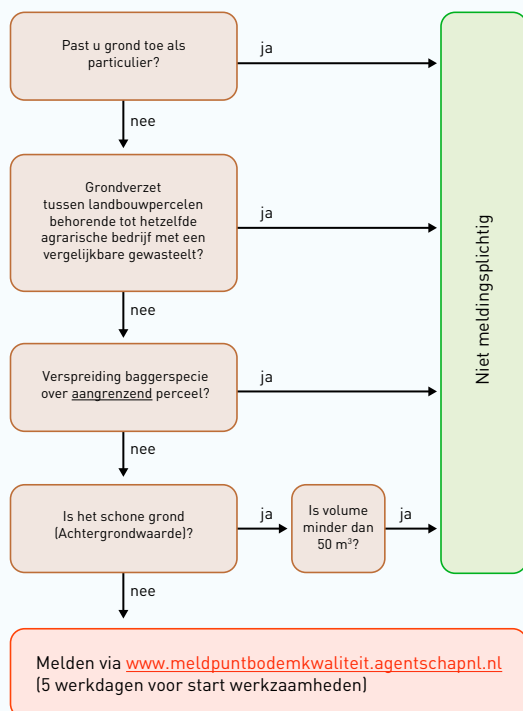 Past u grond toe als
particulier?
ja
nee
Grondverzet
tussen landbouwpercelen
behorende tot hetzelfde
agrarische bedrijf met een
vergelijkbare gewasteelt?
ja
nee
Verspreiding baggerspecie
over aangrenzend perceel?
ja
nee
Is het schone grond
(Achtergrondwaarde)?
ja
Is volume
minder dan
50 m³?
ja
nee
Niet meldingsplichtig
Melden via www.meldpuntbodemkwaliteit.agentschapnl.nl
(5 werkdagen voor start werkzaamheden)